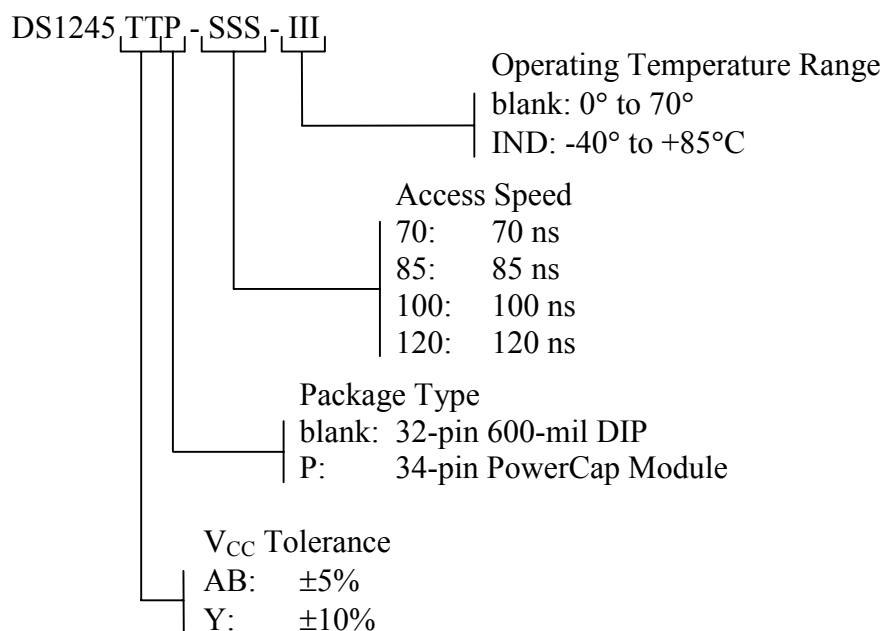 DS1245 TTP - SSS - III
Operating Temperature Range
blank: 0° to 70°
IND: -40° to +85°C
Access Speed
70: 70 ns
85: 85 ns
100: 100 ns
120: 120 ns
Package Type
blank: 32-pin 600-mil DIP
P: 34-pin PowerCap Module
VCC Tolerance
AB: ±5%
Y: ±10%